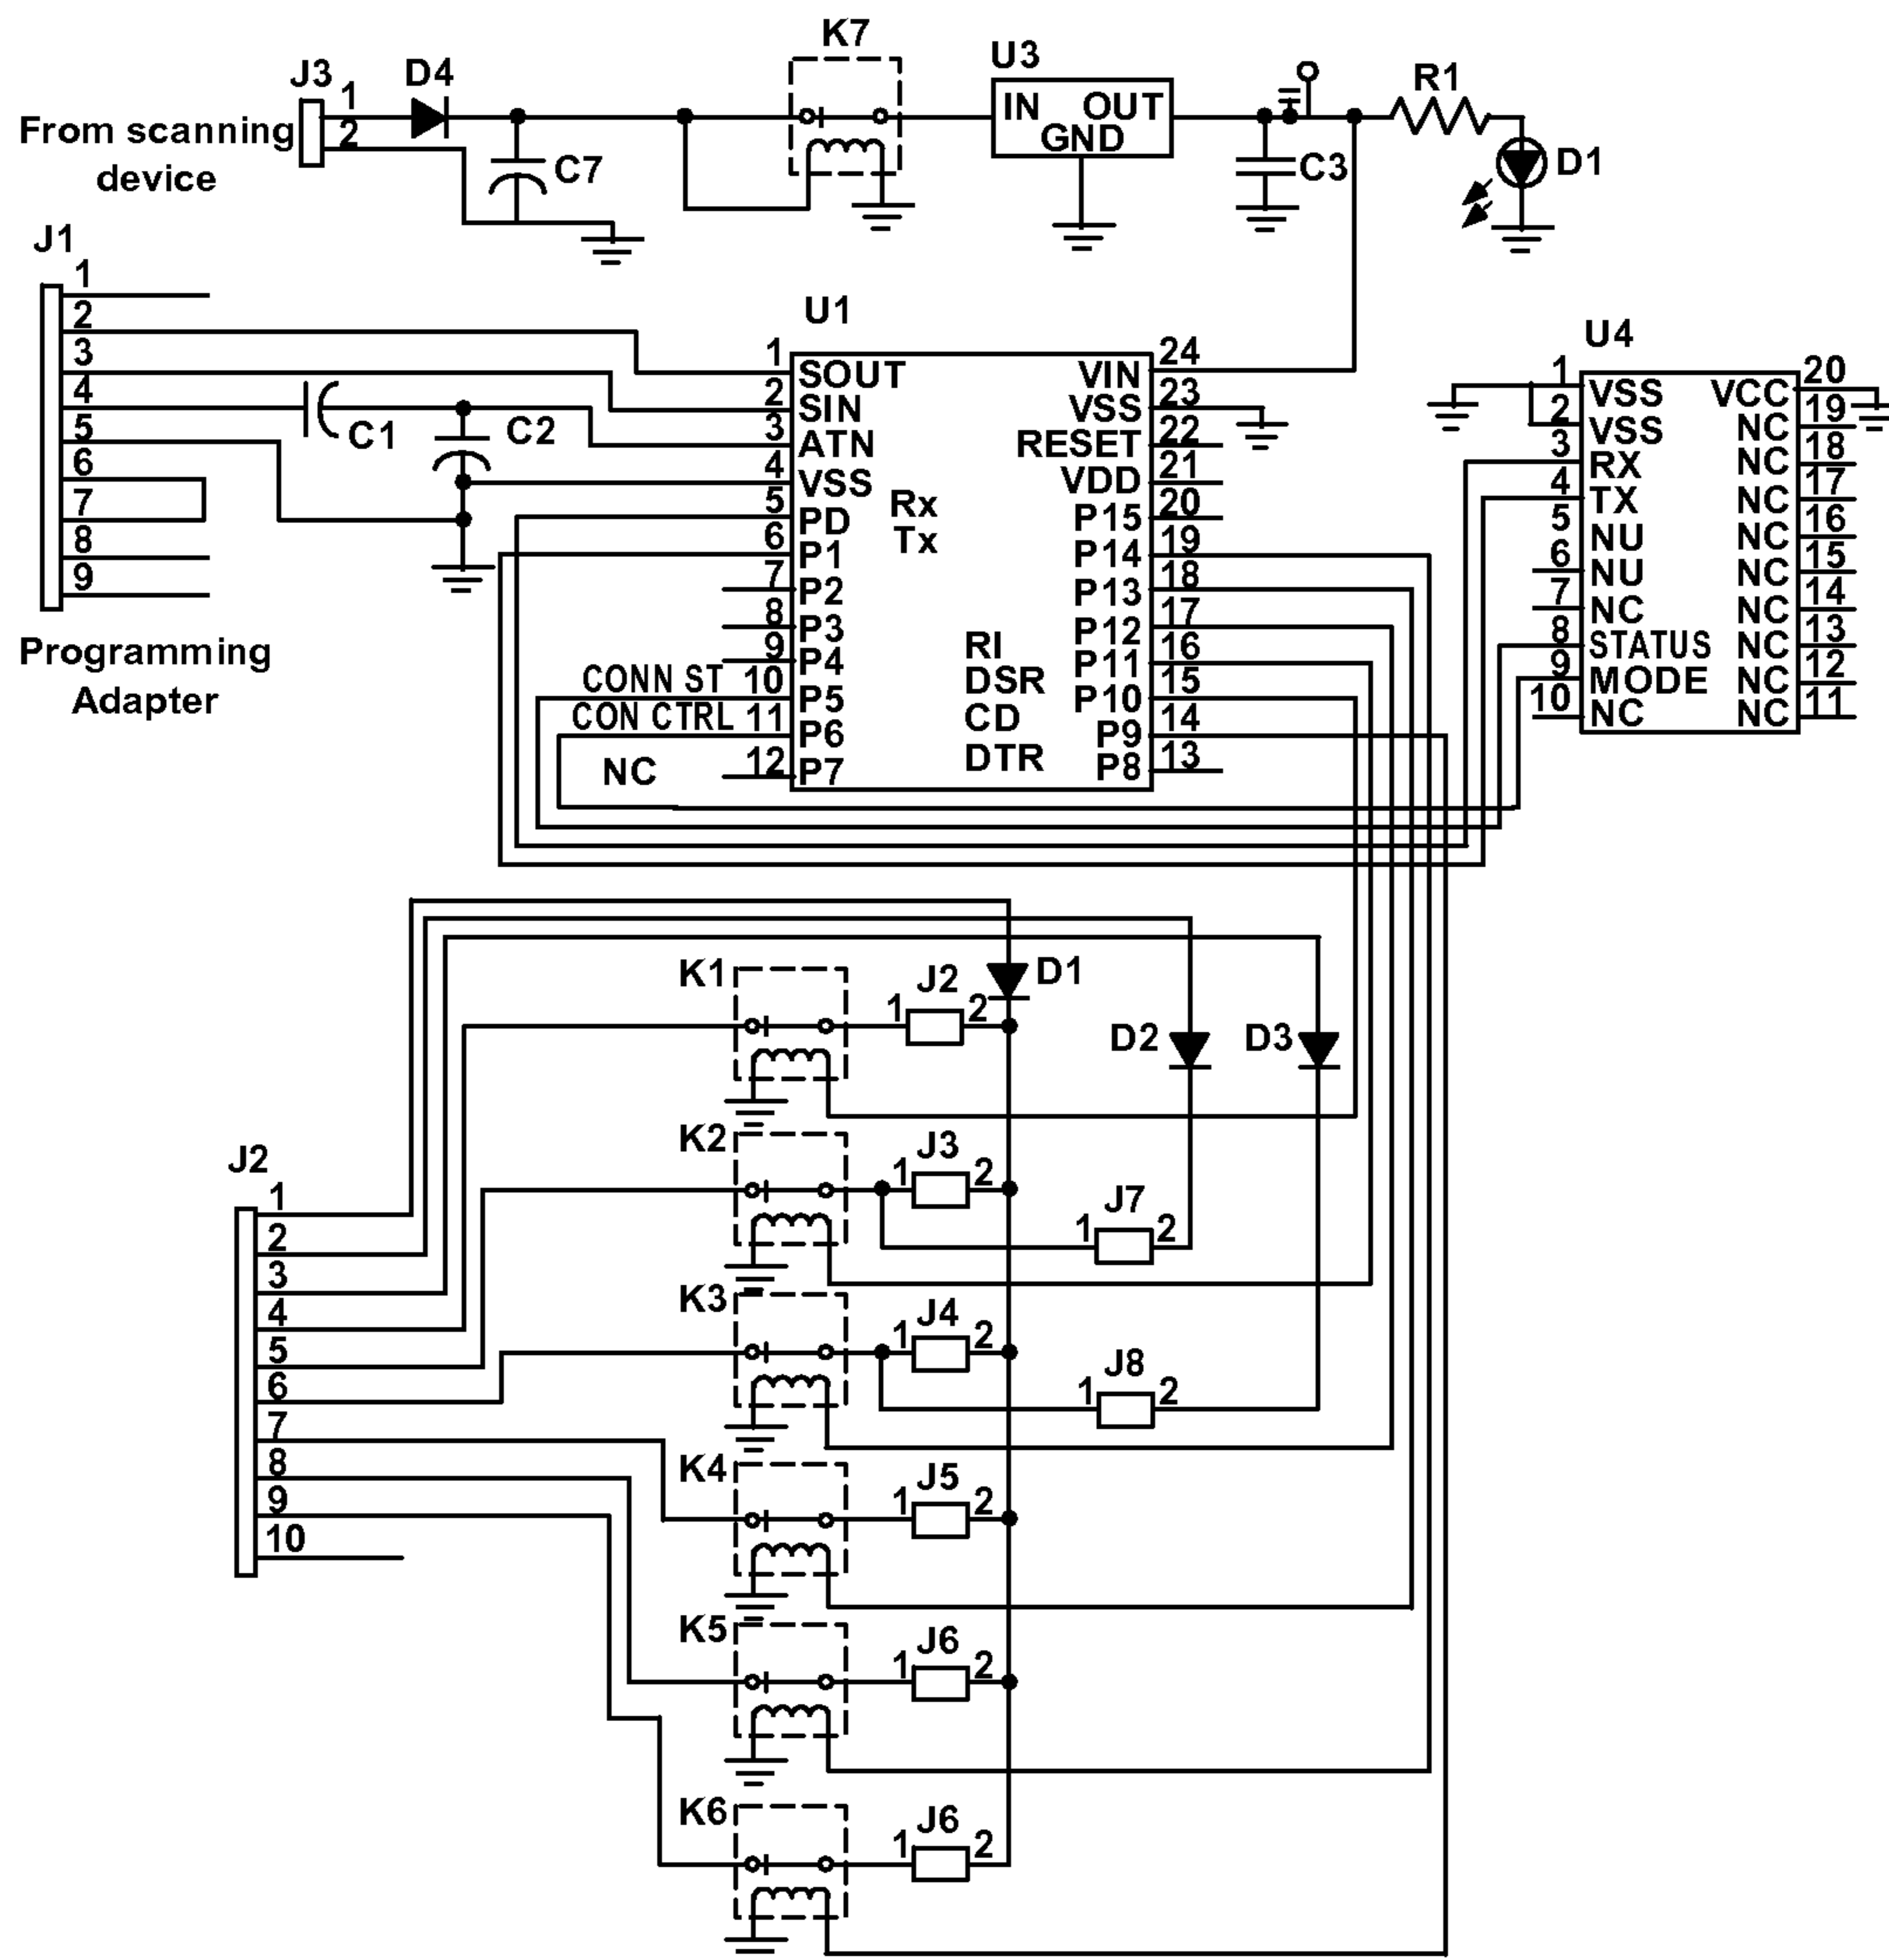 K7
J3
D4
U3
R1
1
2
From scanning
device
IN OUT
GND
C7
C3
D1
J1
1
2
3
4
5
6
7
8
9
C1
C2
Programming
Adapter
U1
1 SOUT
2 SIN
3 ATN
4 VSS
5 PD
6 P1
7 P2
8 P3
9 P4
CONN ST 10 P5
CON CTRL 11 P6
NC 12 P7
Rx
Tx
RI
DSR
CD
DTR
VIN 24
VSS 23
RESET 22
VDD 21
P15 20
P14 19
P13 18
P12 17
P11 16
P10 15
P9 14
P8 13
U4
1 VSS
2 VSS
3 RX
4 TX
5 NU
6 NU
7 NC
8 STATUS
9 MODE
10 NC
VCC 20
NC 19
NC 18
NC 17
NC 16
NC 15
NC 14
NC 13
NC 12
NC 11
K1
1 J2 2
D1
D2
D3
K2
1 J3 2
1 J7 2
J2
1
2
3
4
5
6
7
8
9
10
K3
1 J4 2
1 J8 2
K4
1 J5 2
K5
1 J6 2
K6
1 J6 2